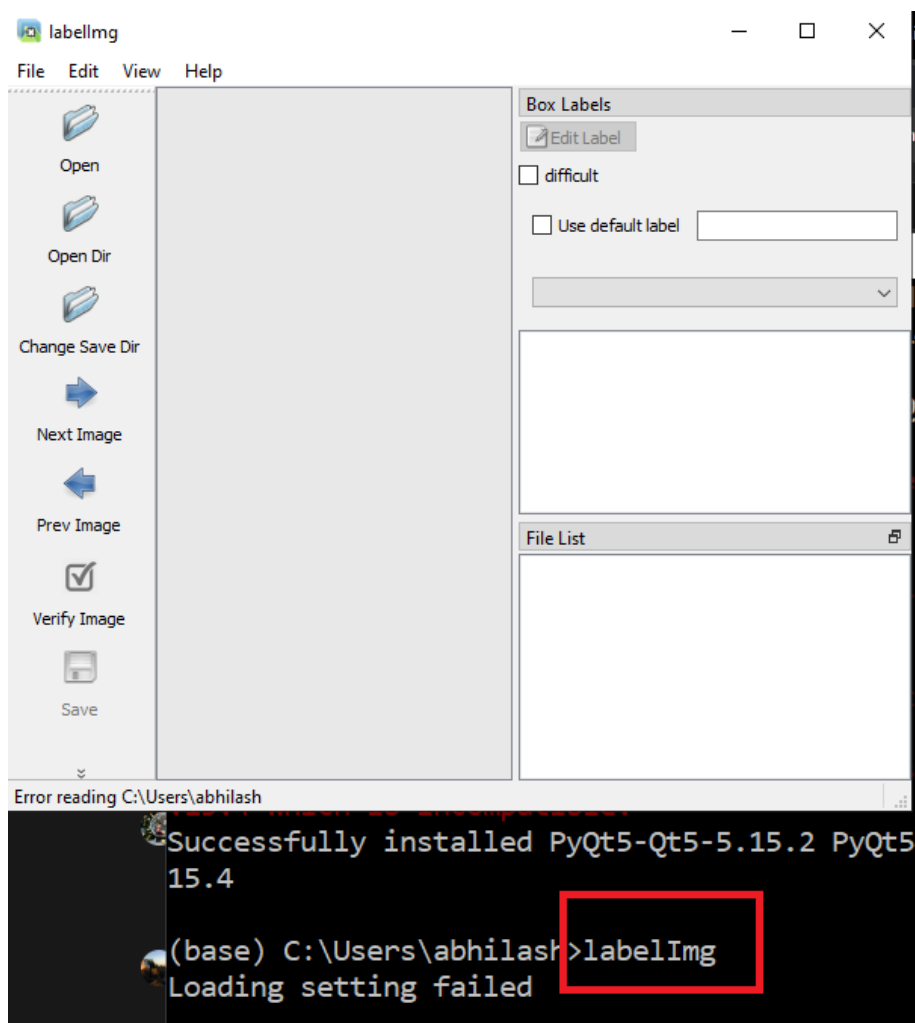 labelImg
File Edit View Help
Open
Open Dir
Change Save Dir
Next Image
Prev Image
Verify Image
Save
Box Labels
Edit Label
difficult
Use default label
File List
Error reading C:\Users\abhilash
Successfully installed PyQt5-Qt5-5.15.2 PyQt5
15.4
(base) C:\Users\abhilash>labelImg
Loading setting failed